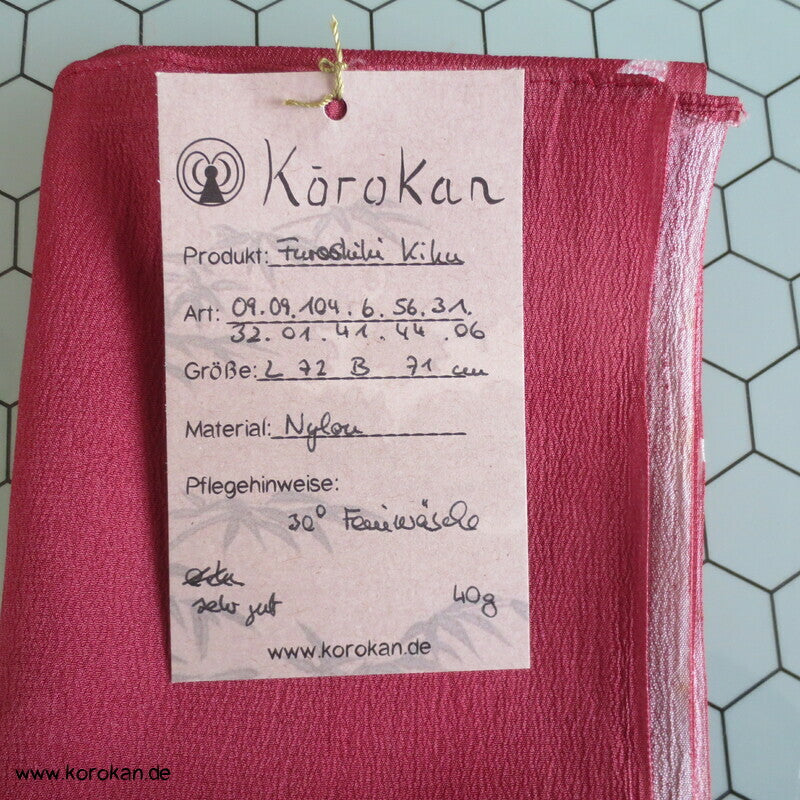 Kōrokan
Produkt: Furoshiki Kiku
Art: 09.09.104.6.56.31.
32.01.41.44.06
Größe: L 72 B 71 cm
Material: Nylon
Pflegehinweise:
30° Feinwäsche
sehr gut 40g
www.korokan.de
www.korokan.de